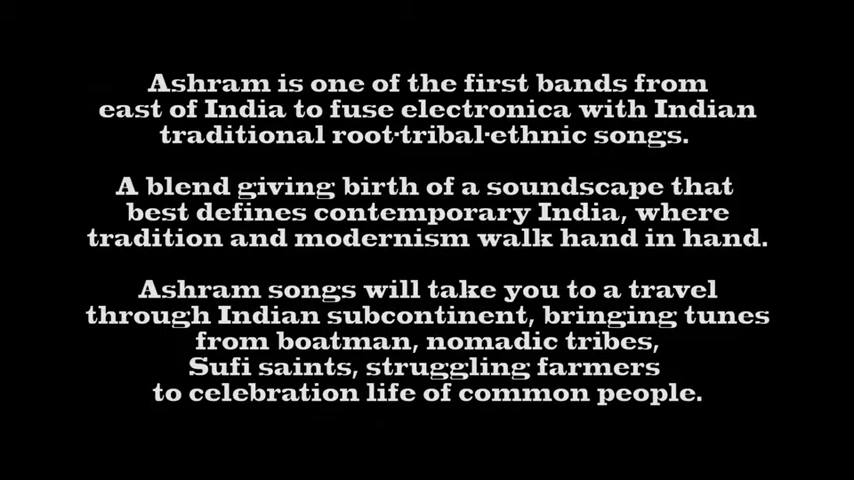 Ashram is one of the first bands from
east of India to fuse electronica with Indian
traditional root-tribal-ethnic songs.
A blend giving birth of a soundscape that
best defines contemporary India, where
tradition and modernism walk hand in hand.
Ashram songs will take you to a travel
through Indian subcontinent, bringing tunes
from boatman, nomadic tribes,
Sufi saints, struggling farmers
to celebration life of common people.